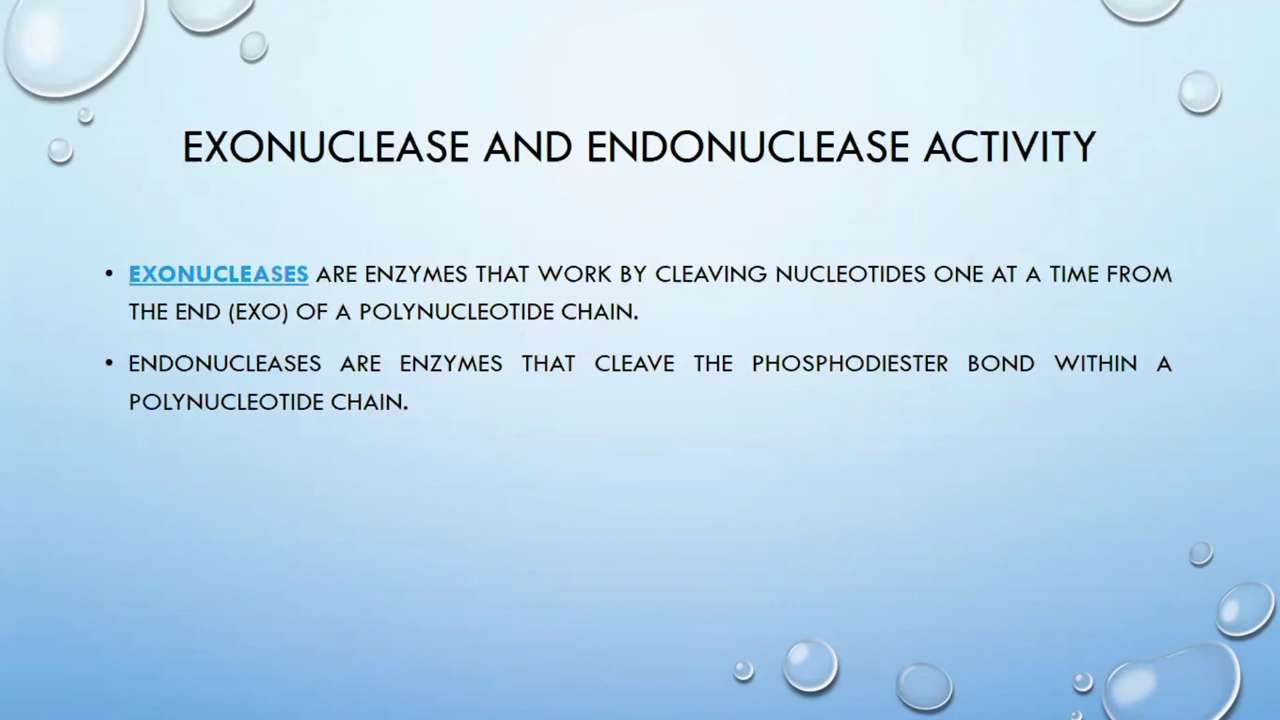 EXONUCLEASE AND ENDONUCLEASE ACTIVITY
• EXONUCLEASES ARE ENZYMES THAT WORK BY CLEAVING NUCLEOTIDES ONE AT A TIME FROM
THE END (EXO) OF A POLYNUCLEOTIDE CHAIN.
• ENDONUCLEASES ARE ENZYMES THAT CLEAVE THE PHOSPHODIESTER BOND WITHIN A
POLYNUCLEOTIDE CHAIN.